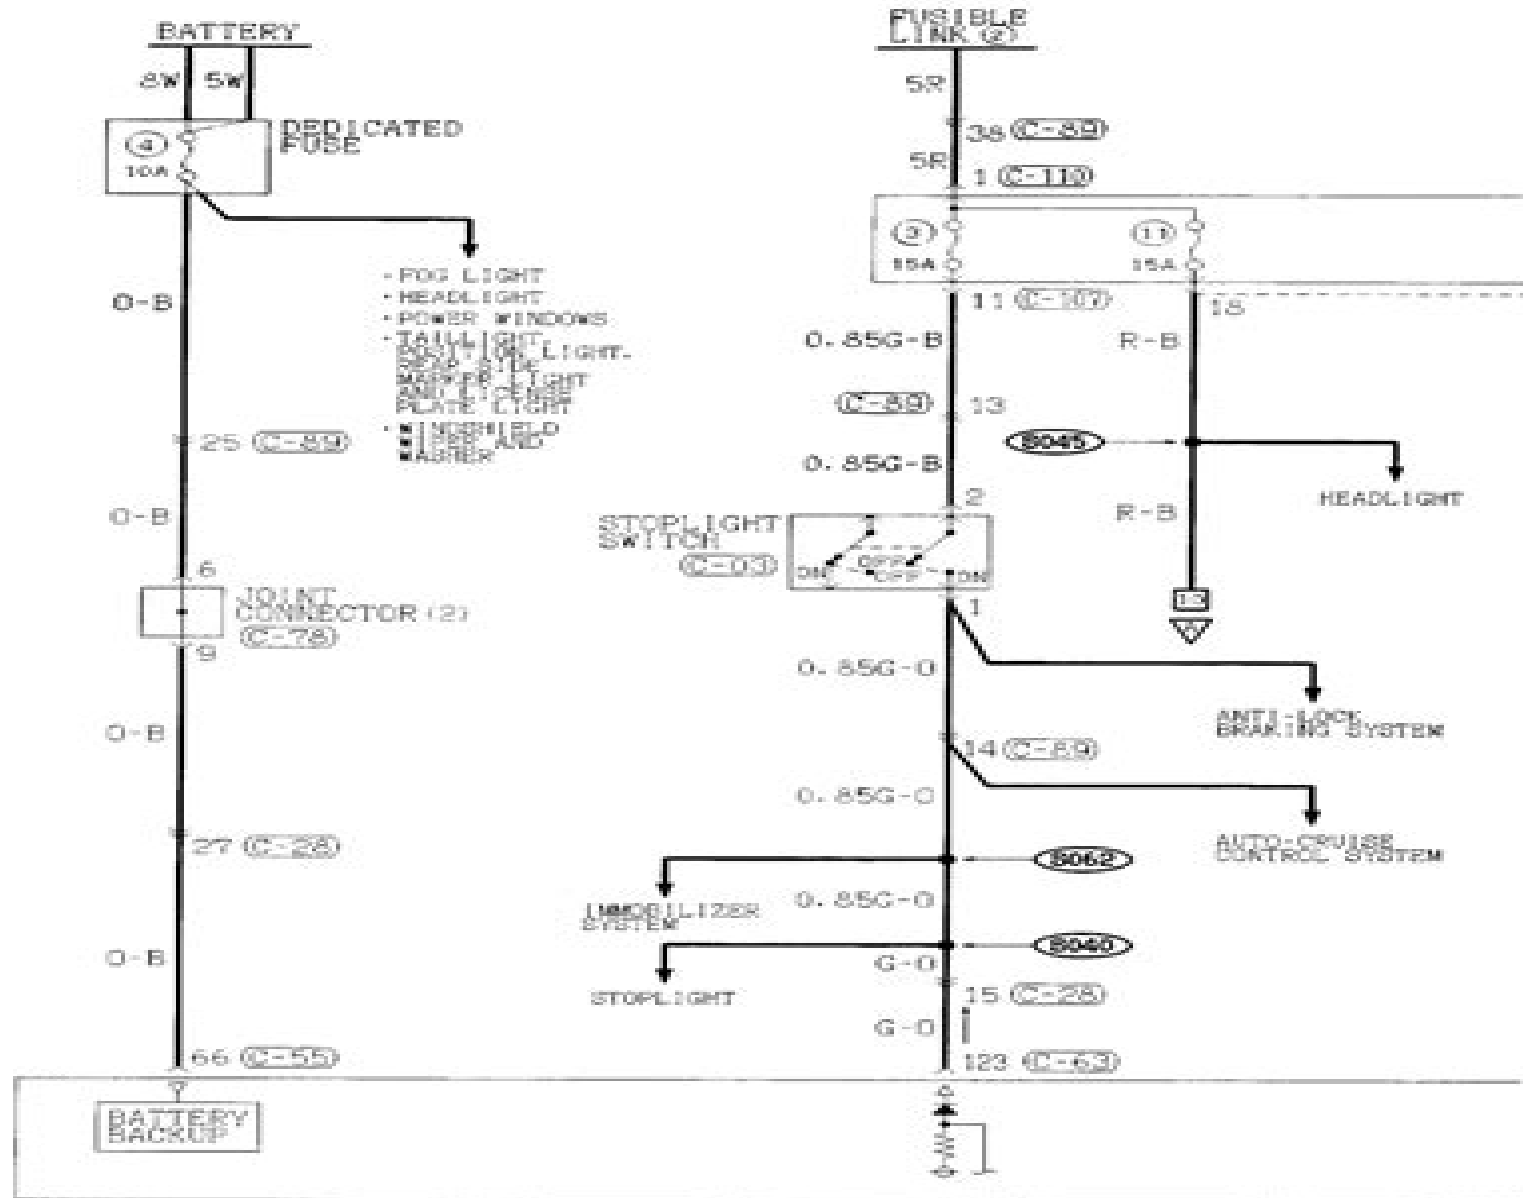 BATTERY
8W 5W
DEDICATED
FUSE
4
10A
O-B
· FOG LIGHT
· HEADLIGHT
· POWER WINDOWS
· TAILLIGHT,
POSITION LIGHT,
LIGHT
PLATE LIGHT
· WINDSHIELD
WIPER AND
WASHER
25 (C-89)
O-B
6
JOINT
CONNECTOR (2)
(C-78)
9
O-B
27 (C-28)
O-B
66 (C-55)
BATTERY
BACKUP
FUSIBLE
LINK (2)
5R
38 (C-89)
5R
1 (C-110)
3
15A
11
15A
11 (C-107)
18
0.85G-B
R-B
(C-89) 13
S045
0.85G-B
HEADLIGHT
2
R-B
STOPLIGHT
SWITCH
(C-03)
ON
OFF
OFF
ON
1
0.85G-O
ANTI-LOCK
BRAKING SYSTEM
14 (C-89)
0.85G-O
AUTO-CRUISE
CONTROL SYSTEM
S062
IMMOBILIZER
SYSTEM
0.85G-O
S040
G-O
STOPLIGHT
15 (C-28)
G-O
123 (C-63)